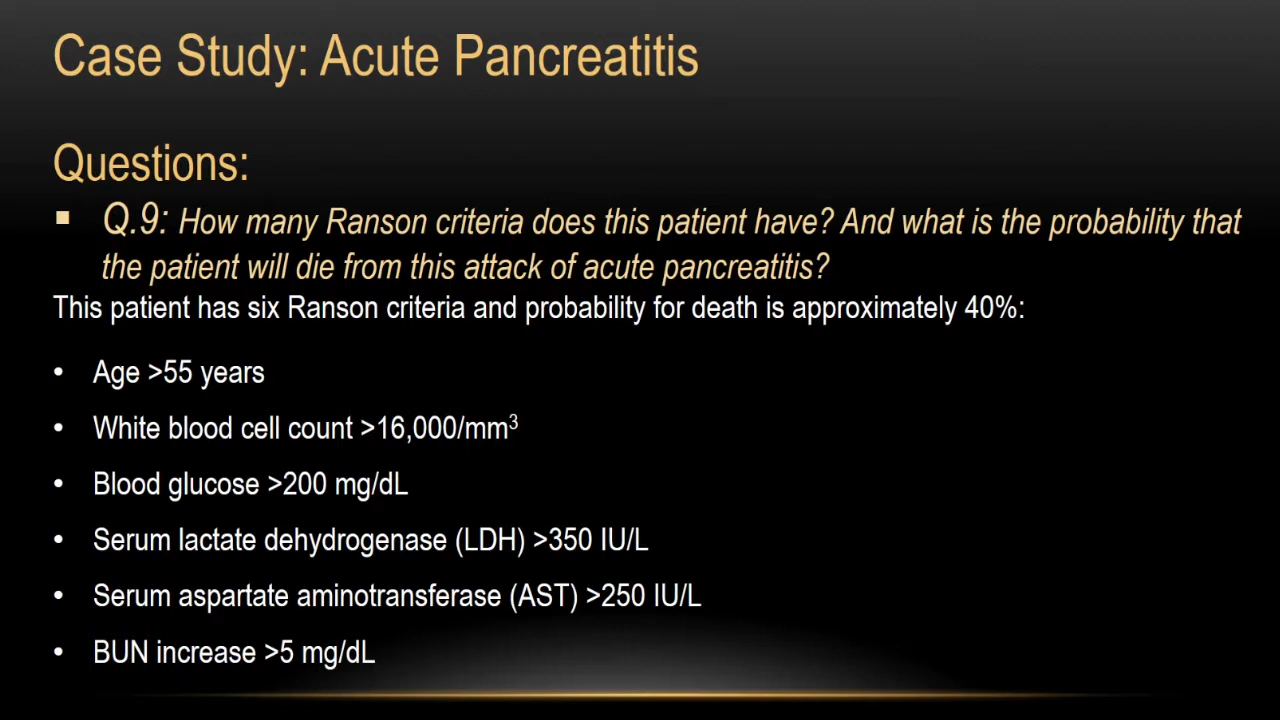 Case Study: Acute Pancreatitis
Questions:
▪ Q.9: How many Ranson criteria does this patient have? And what is the probability that
the patient will die from this attack of acute pancreatitis?
This patient has six Ranson criteria and probability for death is approximately 40%:
• Age >55 years
• White blood cell count >16,000/mm³
• Blood glucose >200 mg/dL
• Serum lactate dehydrogenase (LDH) >350 IU/L
• Serum aspartate aminotransferase (AST) >250 IU/L
• BUN increase >5 mg/dL